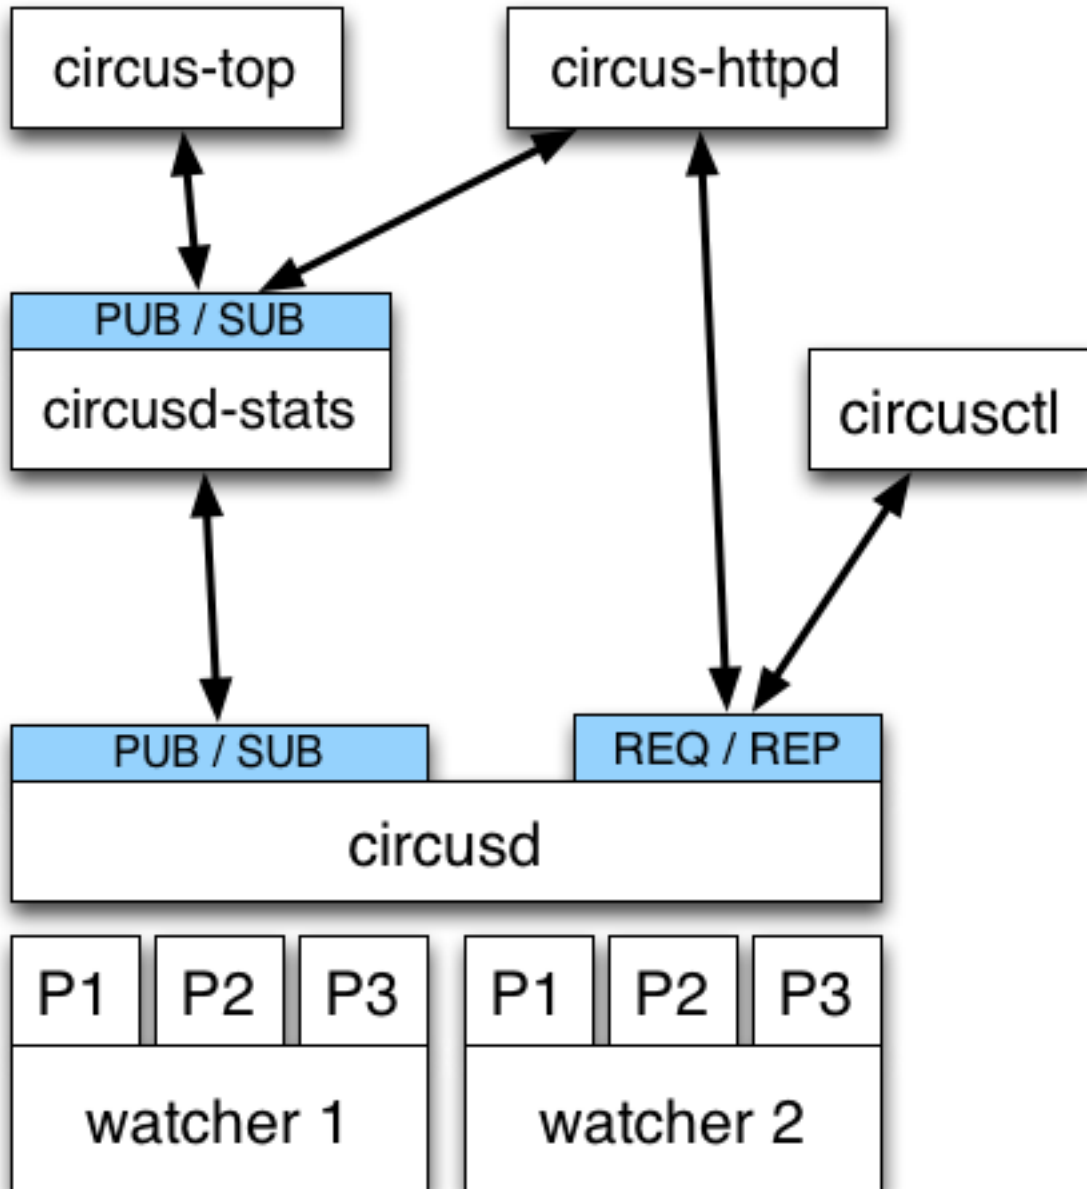 circus-top
circus-httpd
PUB / SUB
circusd-stats
circusctl
PUB / SUB
REQ / REP
circusd
P1 P2 P3 P1 P2 P3
watcher 1 watcher 2